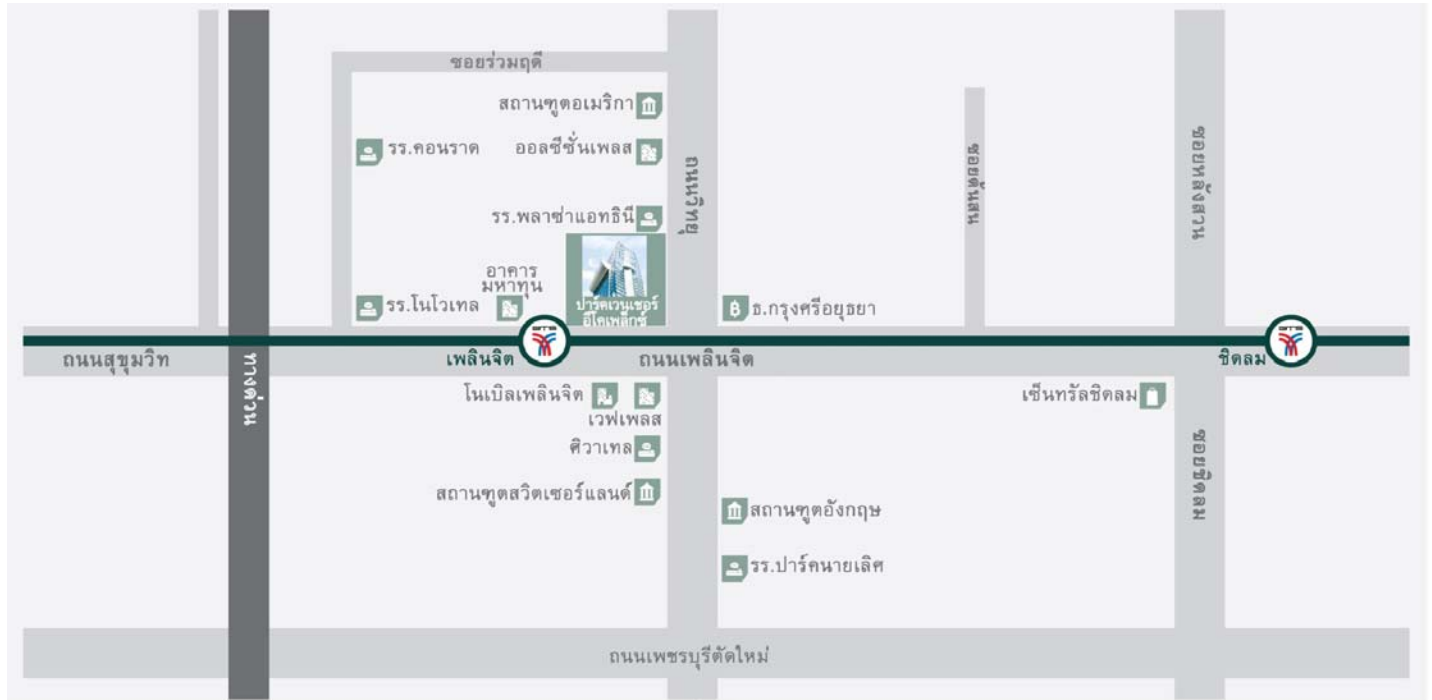 ซอยร่วมฤดี
สถานฑูตอเมริกา
รร.คอนราด
ออลซีซั่นเพลส
ถนนวิทยุ
ซอยต้นสน
ซอยหลังสวน
รร.พลาซ่าแอทธินี
อาคาร
มหาทุน
รร.โนโวเทล
ปาร์คเวนเชอร์
อีโคเพล็กซ์
ธ.กรุงศรีอยุธยา
BTS
BTS
ถนนสุขุมวิท
ทางด่วน
เพลินจิต
ถนนเพลินจิต
ชิดลม
โนเบิลเพลินจิต
เวฟเพลส
เซ็นทรัลชิดลม
ศิวาเทล
ซอยชิดลม
สถานฑูตสวิตเซอร์แลนด์
สถานฑูตอังกฤษ
รร.ปาร์คนายเลิศ
ถนนเพชรบุรีตัดใหม่